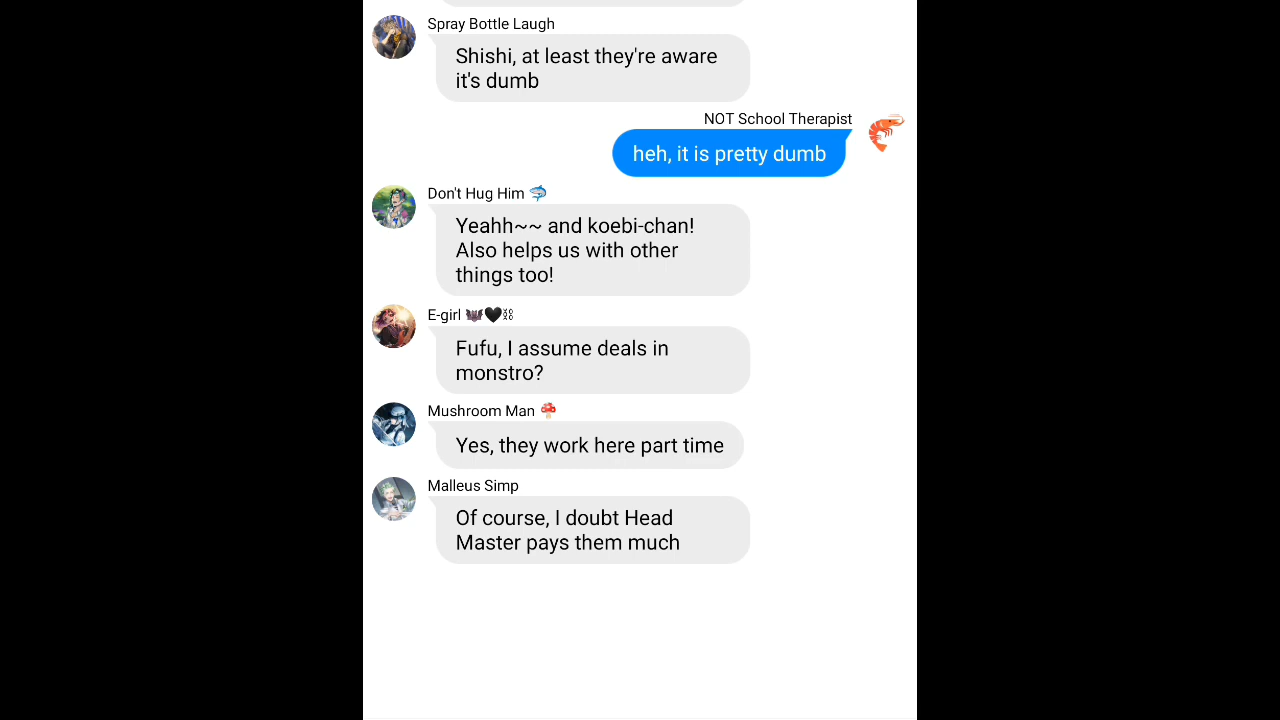 Spray Bottle Laugh
Shishi, at least they're aware
it's dumb
NOT School Therapist
heh, it is pretty dumb
Don't Hug Him 🦈
Yeahh~~ and koebi-chan!
Also helps us with other
things too!
E-girl 🦇🖤⛓
Fufu, I assume deals in
monstro?
Mushroom Man 🍄
Yes, they work here part time
Malleus Simp
Of course, I doubt Head
Master pays them much